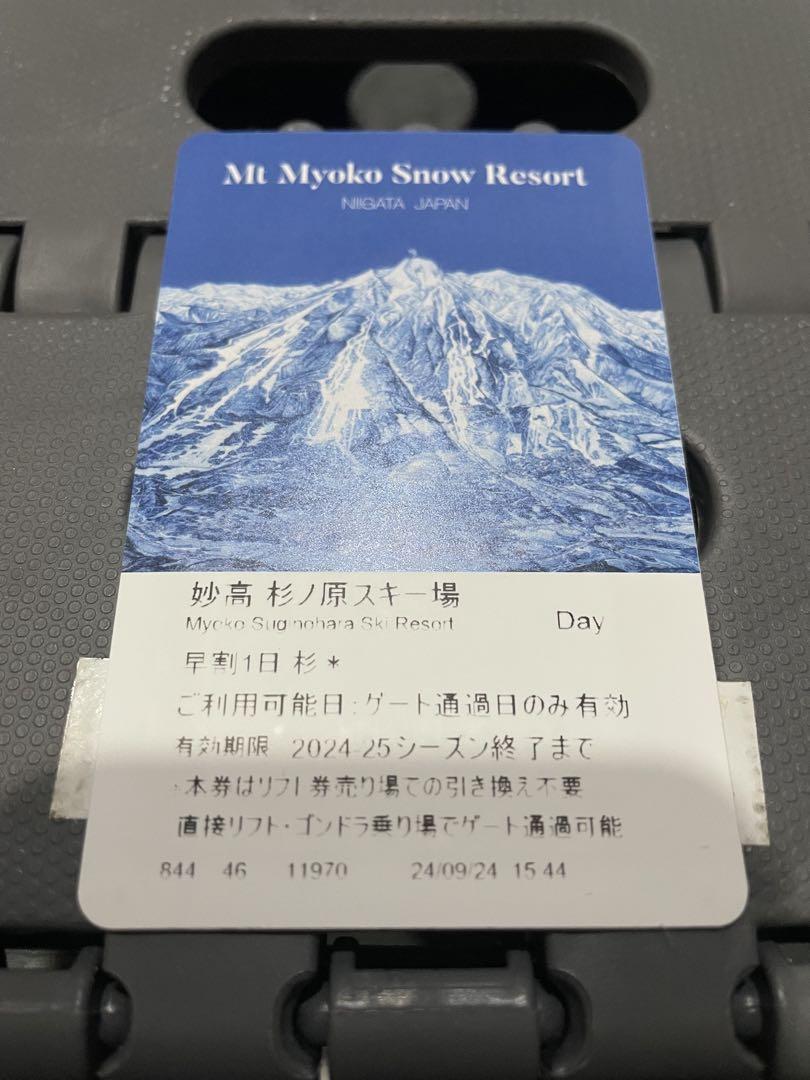 Mt Myoko Snow Resort
NIIGATA JAPAN
妙高 杉ノ原スキー場
Myoko Suginohara Ski Resort Day
早割1日 杉*
ご利用可能日:ゲート通過日のみ有効
有効期限 2024-25シーズン終了まで
・本券はリフト券売り場での引き換え不要
直接リフト・ゴンドラ乗り場でゲート通過可能
844 46 11970 24/09/24 15:44